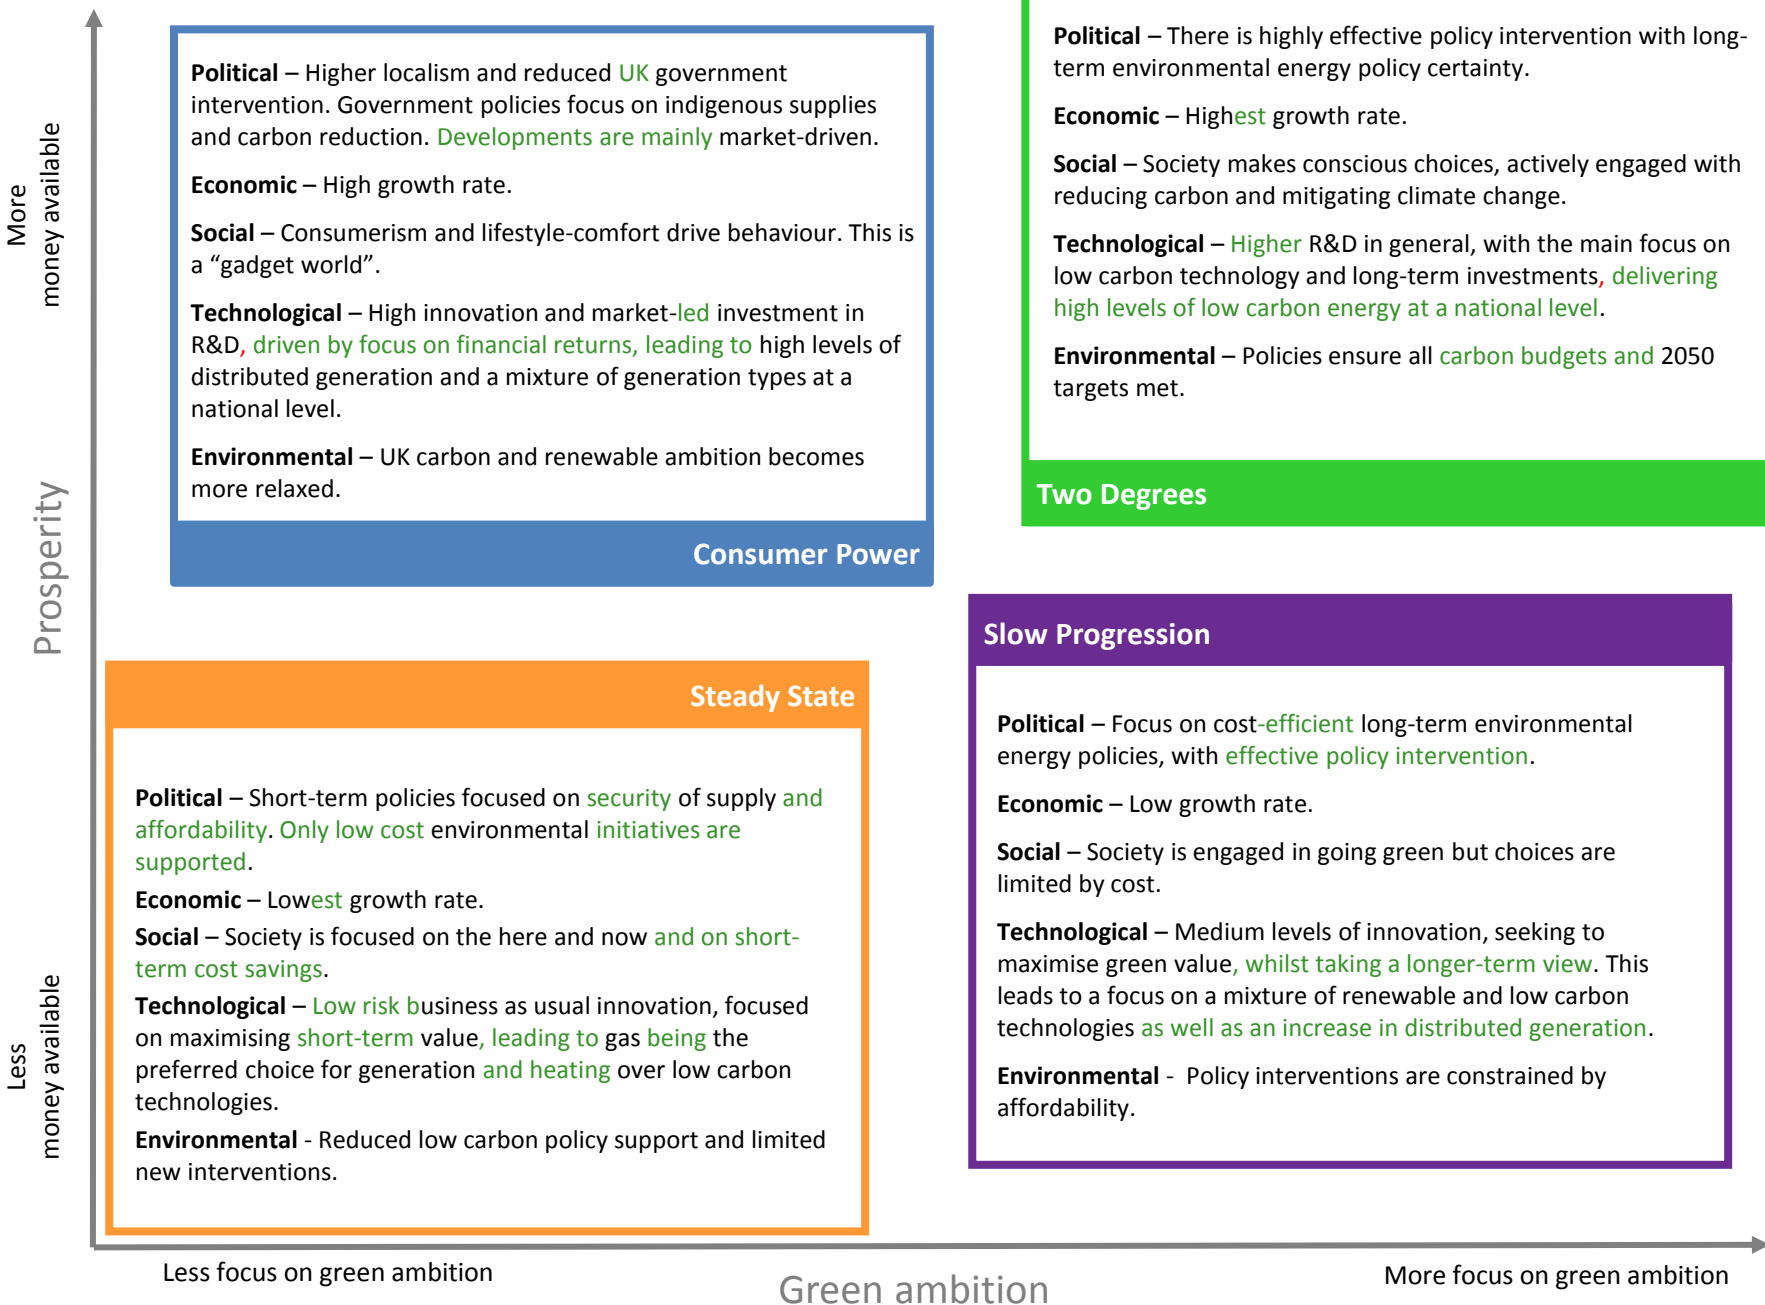 More
money available
Prosperity
Less
money available
Political – Higher localism and reduced UK government
intervention. Government policies focus on indigenous supplies
and carbon reduction. Developments are mainly market-driven.
Economic – High growth rate.
Social – Consumerism and lifestyle-comfort drive behaviour. This is
a “gadget world”.
Technological – High innovation and market-led investment in
R&D, driven by focus on financial returns, leading to high levels of
distributed generation and a mixture of generation types at a
national level.
Environmental – UK carbon and renewable ambition becomes
more relaxed.
Consumer Power
Political – There is highly effective policy intervention with long-
term environmental energy policy certainty.
Economic – Highest growth rate.
Social – Society makes conscious choices, actively engaged with
reducing carbon and mitigating climate change.
Technological – Higher R&D in general, with the main focus on
low carbon technology and long-term investments, delivering
high levels of low carbon energy at a national level.
Environmental – Policies ensure all carbon budgets and 2050
targets met.
Two Degrees
Steady State
Political – Short-term policies focused on security of supply and
affordability. Only low cost environmental initiatives are
supported.
Economic – Lowest growth rate.
Social – Society is focused on the here and now and on short-
term cost savings.
Technological – Low risk business as usual innovation, focused
on maximising short-term value, leading to gas being the
preferred choice for generation and heating over low carbon
technologies.
Environmental - Reduced low carbon policy support and limited
new interventions.
Slow Progression
Political – Focus on cost-efficient long-term environmental
energy policies, with effective policy intervention.
Economic – Low growth rate.
Social – Society is engaged in going green but choices are
limited by cost.
Technological – Medium levels of innovation, seeking to
maximise green value, whilst taking a longer-term view. This
leads to a focus on a mixture of renewable and low carbon
technologies as well as an increase in distributed generation.
Environmental - Policy interventions are constrained by
affordability.
Less focus on green ambition
Green ambition
More focus on green ambition